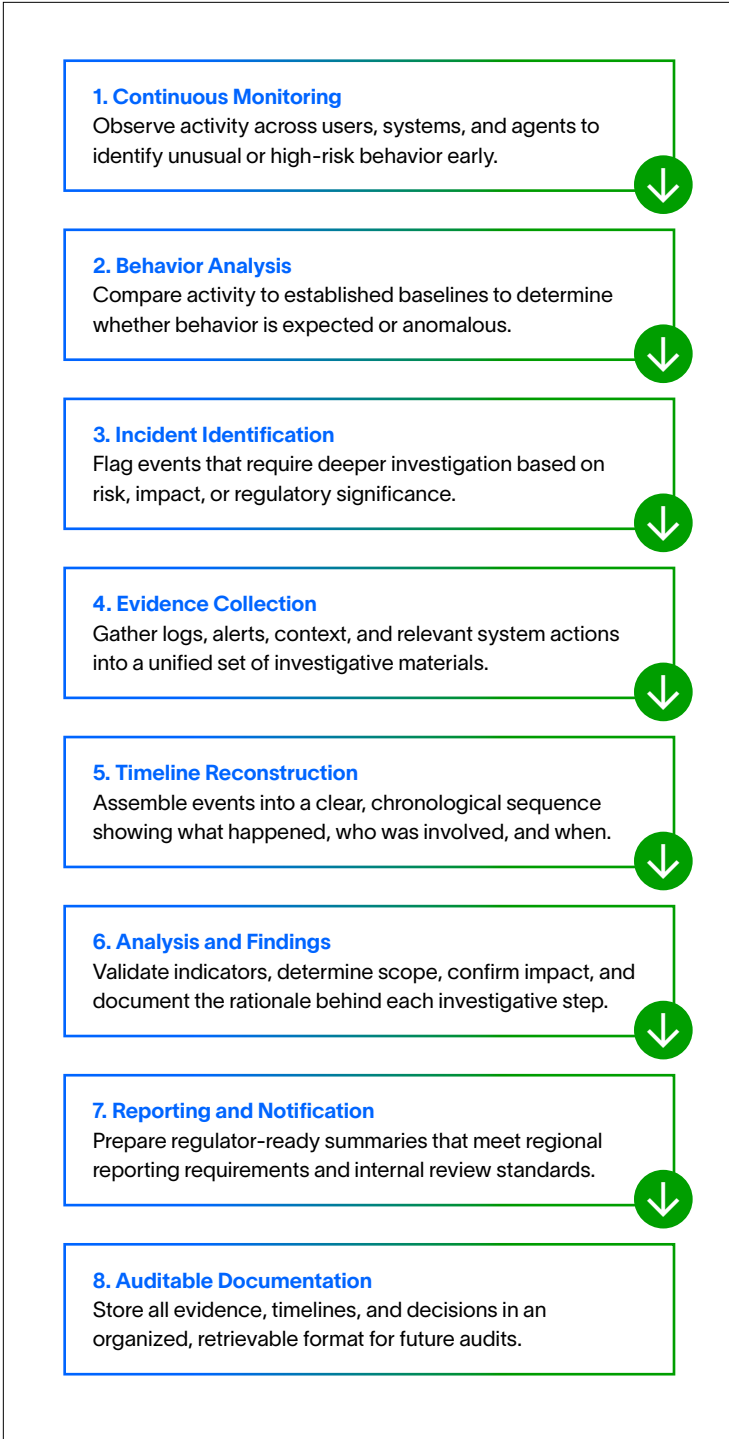 1. Continuous Monitoring
Observe activity across users, systems, and agents to
identify unusual or high-risk behavior early.
2. Behavior Analysis
Compare activity to established baselines to determine
whether behavior is expected or anomalous.
3. Incident Identification
Flag events that require deeper investigation based on
risk, impact, or regulatory significance.
4. Evidence Collection
Gather logs, alerts, context, and relevant system actions
into a unified set of investigative materials.
5. Timeline Reconstruction
Assemble events into a clear, chronological sequence
showing what happened, who was involved, and when.
6. Analysis and Findings
Validate indicators, determine scope, confirm impact, and
document the rationale behind each investigative step.
7. Reporting and Notification
Prepare regulator-ready summaries that meet regional
reporting requirements and internal review standards.
8. Auditable Documentation
Store all evidence, timelines, and decisions in an
organized, retrievable format for future audits.